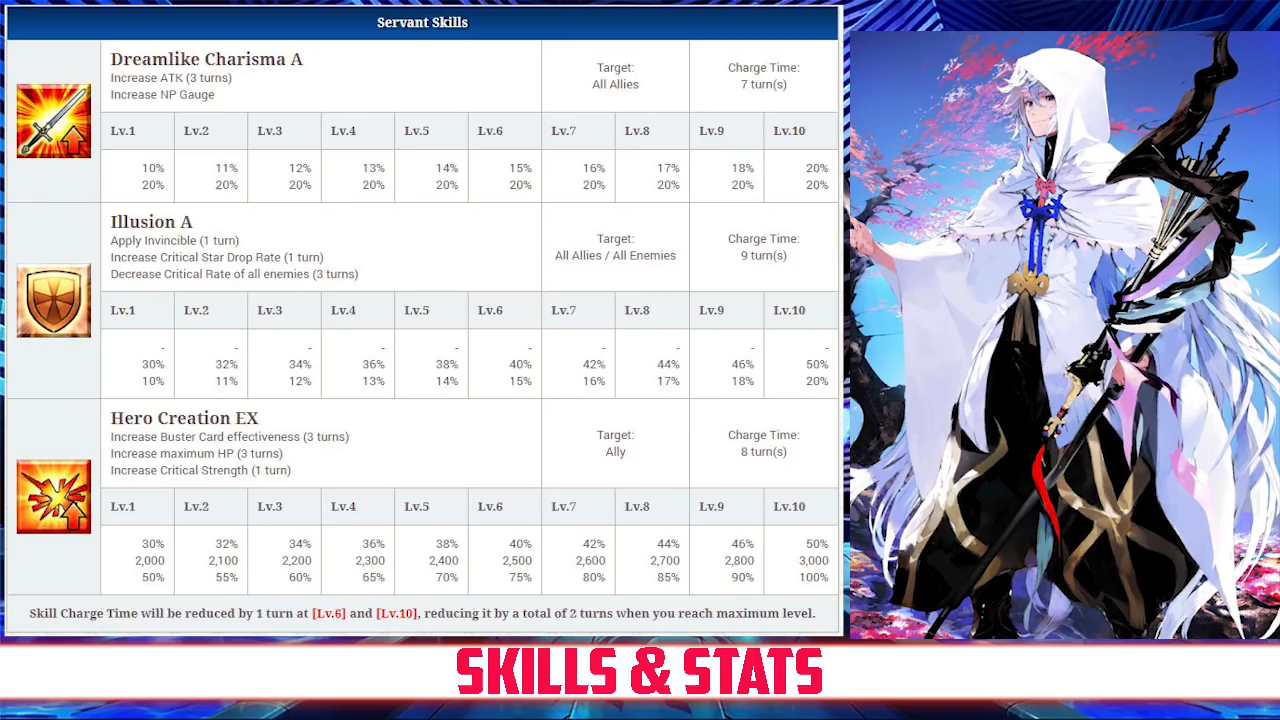 Servant Skills
Dreamlike Charisma A
Increase ATK (3 turns)
Increase NP Gauge
Target:
All Allies
Charge Time:
7 turn(s)
Lv.1 Lv.2 Lv.3 Lv.4 Lv.5 Lv.6 Lv.7 Lv.8 Lv.9 Lv.10
10% 11% 12% 13% 14% 15% 16% 17% 18% 20%
20% 20% 20% 20% 20% 20% 20% 20% 20% 20%
Illusion A
Apply Invincible (1 turn)
Increase Critical Star Drop Rate (1 turn)
Decrease Critical Rate of all enemies (3 turns)
Target:
All Allies / All Enemies
Charge Time:
9 turn(s)
Lv.1 Lv.2 Lv.3 Lv.4 Lv.5 Lv.6 Lv.7 Lv.8 Lv.9 Lv.10
- - - - - - - - - -
30% 32% 34% 36% 38% 40% 42% 44% 46% 50%
10% 11% 12% 13% 14% 15% 16% 17% 18% 20%
Hero Creation EX
Increase Buster Card effectiveness (3 turns)
Increase maximum HP (3 turns)
Increase Critical Strength (1 turn)
Target:
Ally
Charge Time:
8 turn(s)
Lv.1 Lv.2 Lv.3 Lv.4 Lv.5 Lv.6 Lv.7 Lv.8 Lv.9 Lv.10
30% 32% 34% 36% 38% 40% 42% 44% 46% 50%
2,000 2,100 2,200 2,300 2,400 2,500 2,600 2,700 2,800 3,000
50% 55% 60% 65% 70% 75% 80% 85% 90% 100%
Skill Charge Time will be reduced by 1 turn at [Lv.6] and [Lv.10], reducing it by a total of 2 turns when you reach maximum level.
SKILLS & STATS